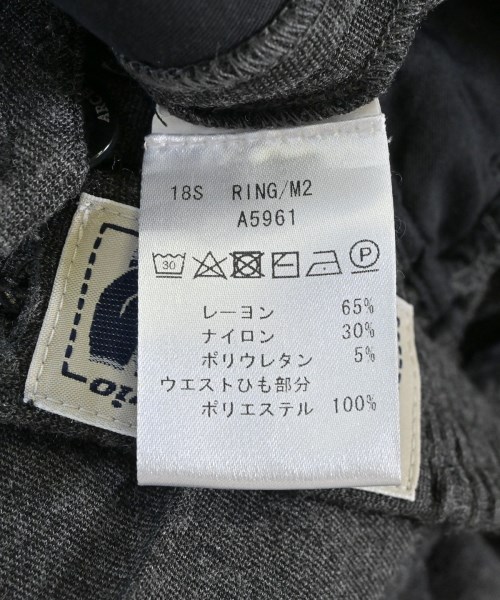 18S RING/M2
A5961
30
P
レーヨン 65%
ナイロン 30%
ポリウレタン 5%
ウエストひも部分
ポリエステル 100%